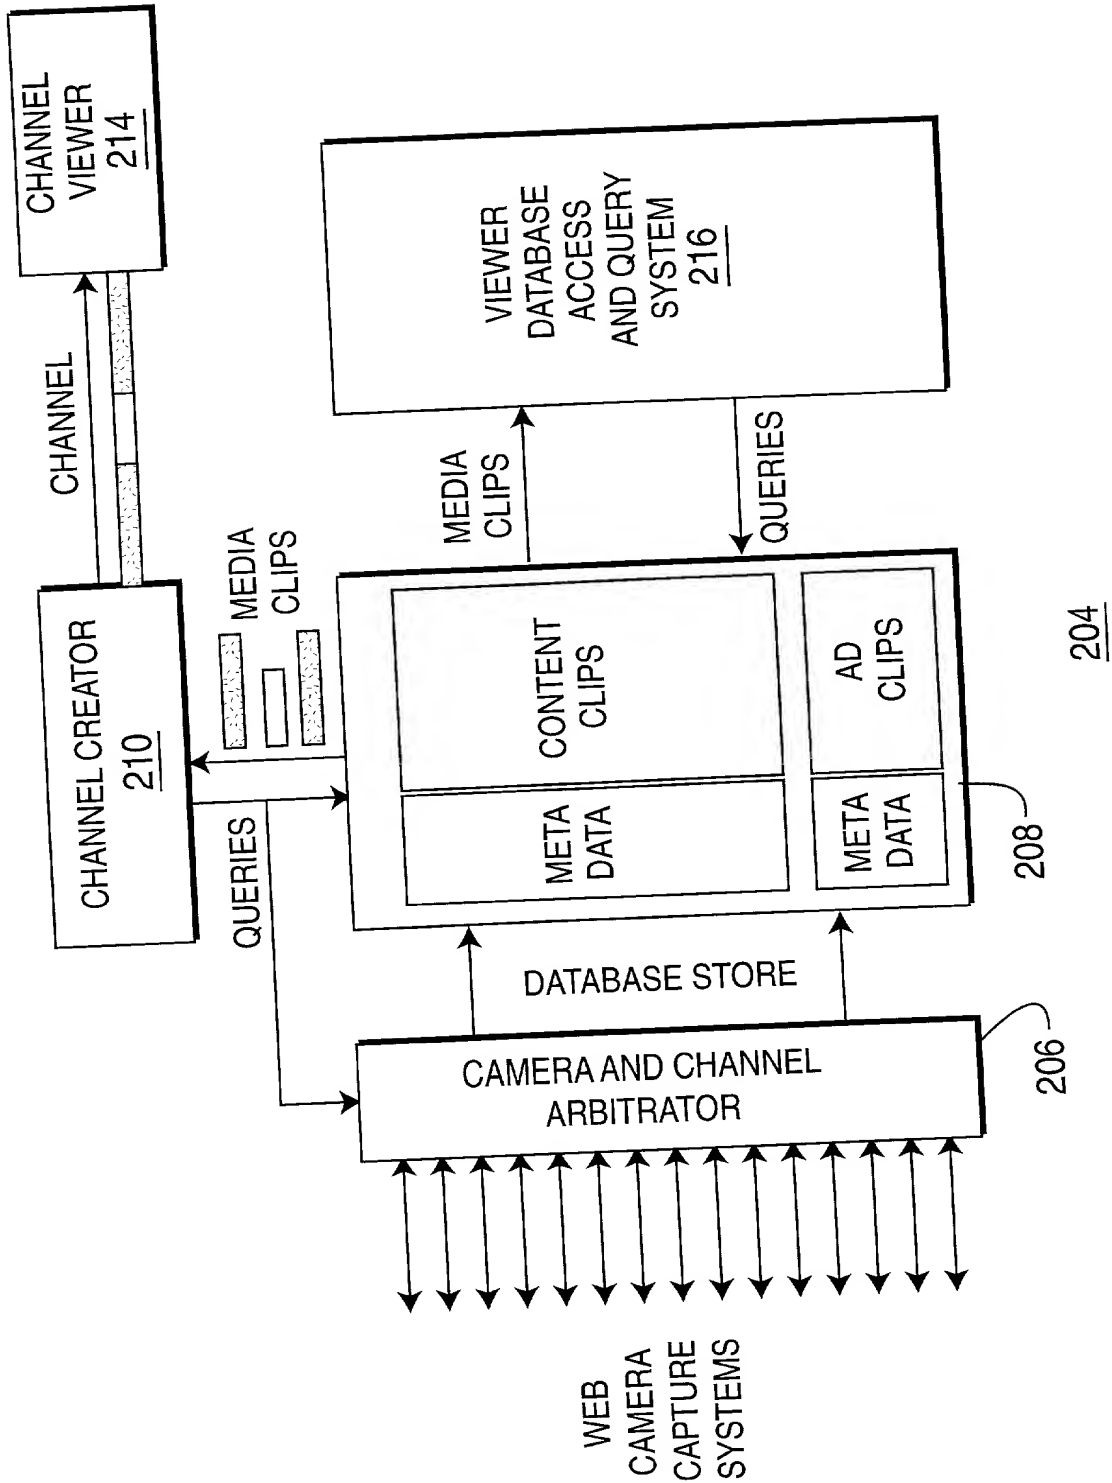 CHANNEL
VIEWER
214
CHANNEL
CHANNEL CREATOR
210
MEDIA
CLIPS
QUERIES
VIEWER
DATABASE
ACCESS
AND QUERY
SYSTEM
216
MEDIA
CLIPS
QUERIES
CONTENT
CLIPS
META
DATA
AD
CLIPS
META
DATA
208
DATABASE STORE
CAMERA AND CHANNEL
ARBITRATOR
206
WEB
CAMERA
CAPTURE
SYSTEMS
204